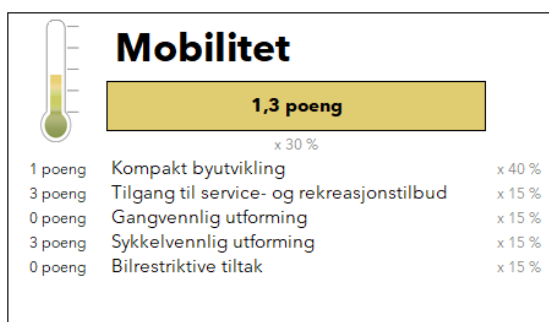 Mobilitet
1,3 poeng
x 30 %
1 poeng Kompakt byutvikling x 40 %
3 poeng Tilgang til service- og rekreasjonstilbud x 15 %
0 poeng Gangvennlig utforming x 15 %
3 poeng Sykkelvennlig utforming x 15 %
0 poeng Bilrestriktive tiltak x 15 %